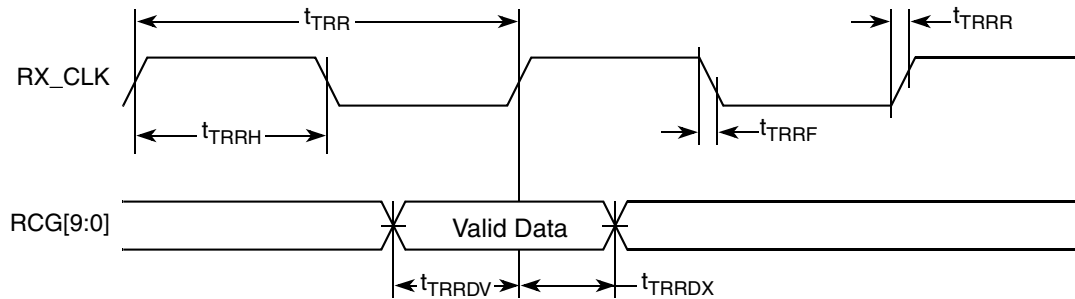 tTRR
tTRRR
RX_CLK
tTRRH
tTRRF
RCG[9:0]
Valid Data
tTRRDV
tTRRDX